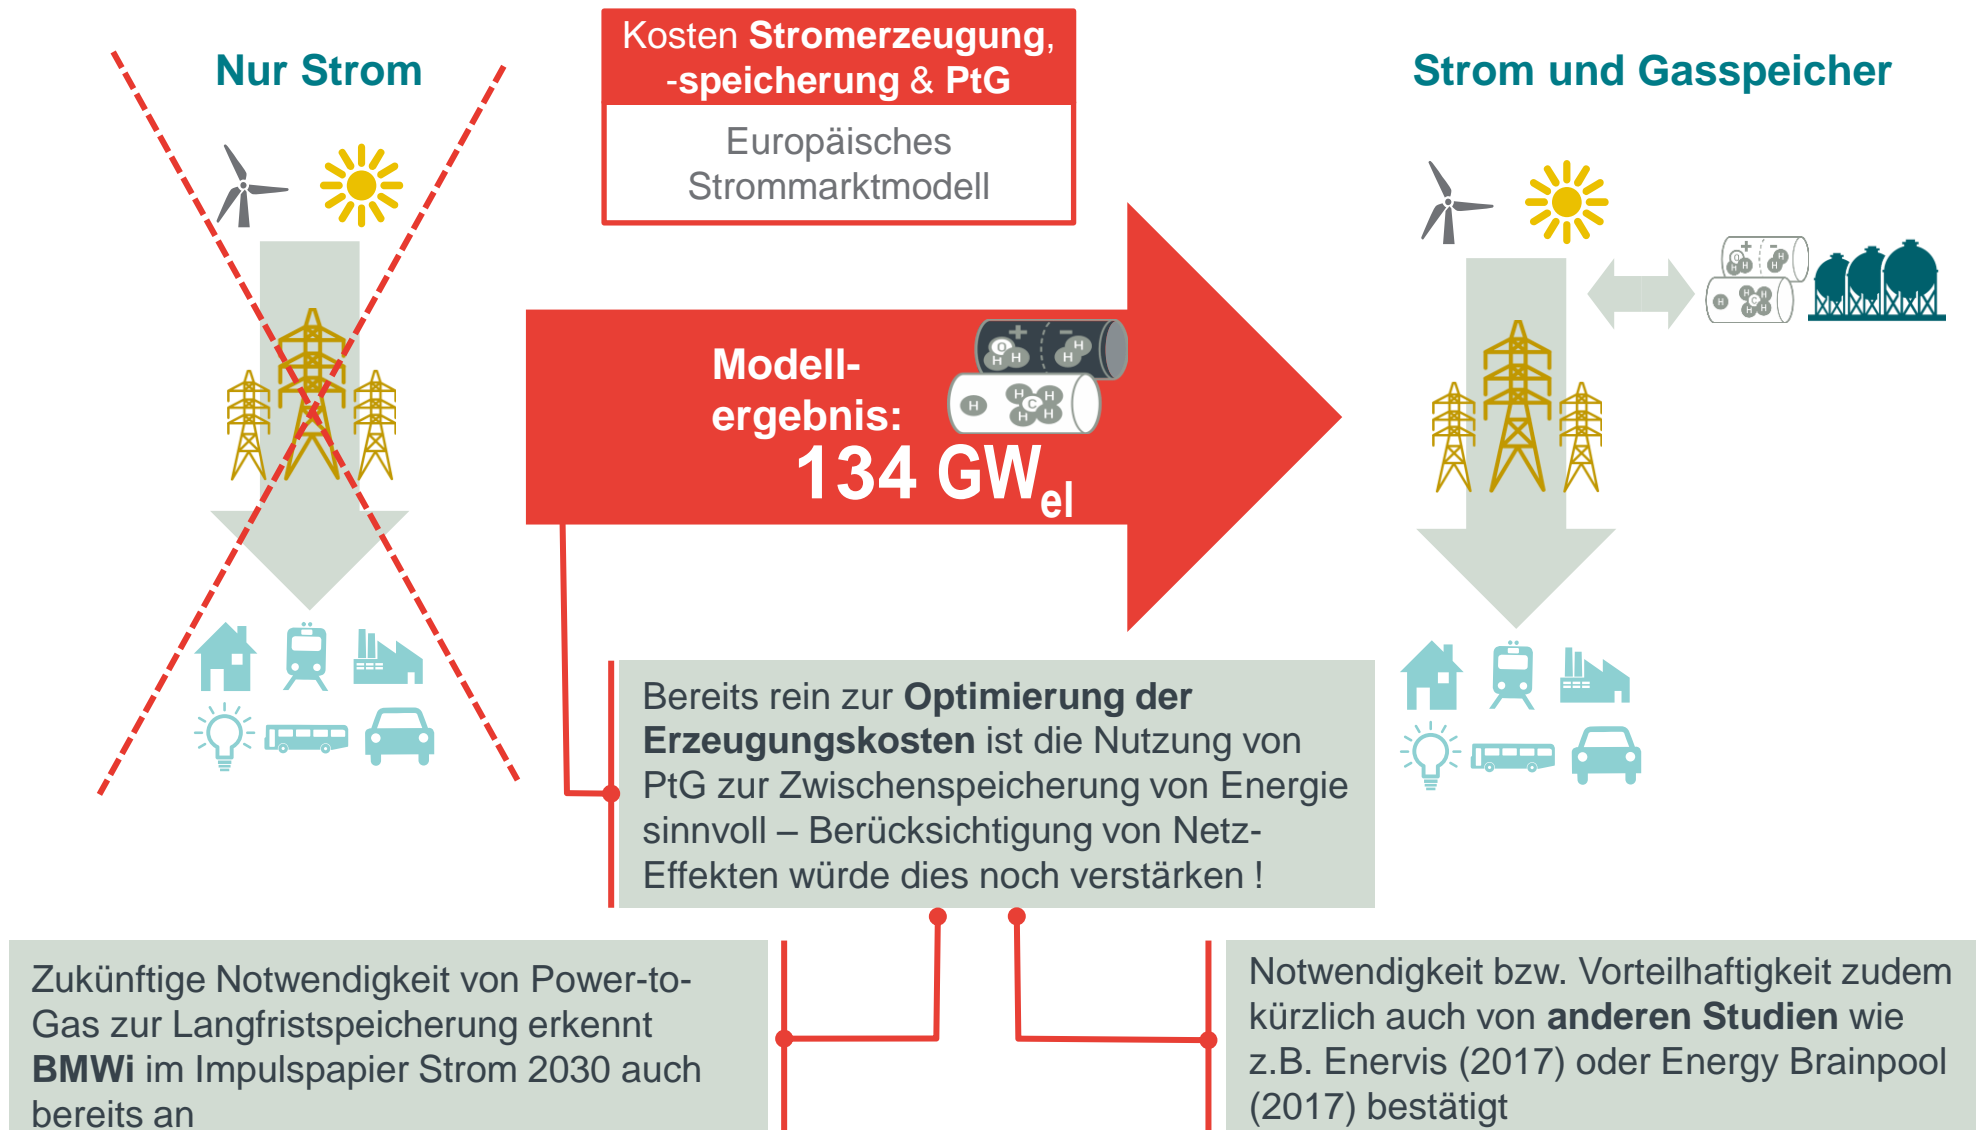 Nur Strom
Kosten Stromerzeugung,
-speicherung & PtG
Europäisches
Strommarktmodell
Strom und Gasspeicher
Modell-
ergebnis:
134 GWel
+ -
O H H H H
H H H C H H
+ -
O H H H H
H H H C H H
Bereits rein zur Optimierung der
Erzeugungskosten ist die Nutzung von
PtG zur Zwischenspeicherung von Energie
sinnvoll – Berücksichtigung von Netz-
Effekten würde dies noch verstärken !
Zukünftige Notwendigkeit von Power-to-
Gas zur Langfristspeicherung erkennt
BMWi im Impulspapier Strom 2030 auch
bereits an
Notwendigkeit bzw. Vorteilhaftigkeit zudem
kürzlich auch von anderen Studien wie
z.B. Enervis (2017) oder Energy Brainpool
(2017) bestätigt